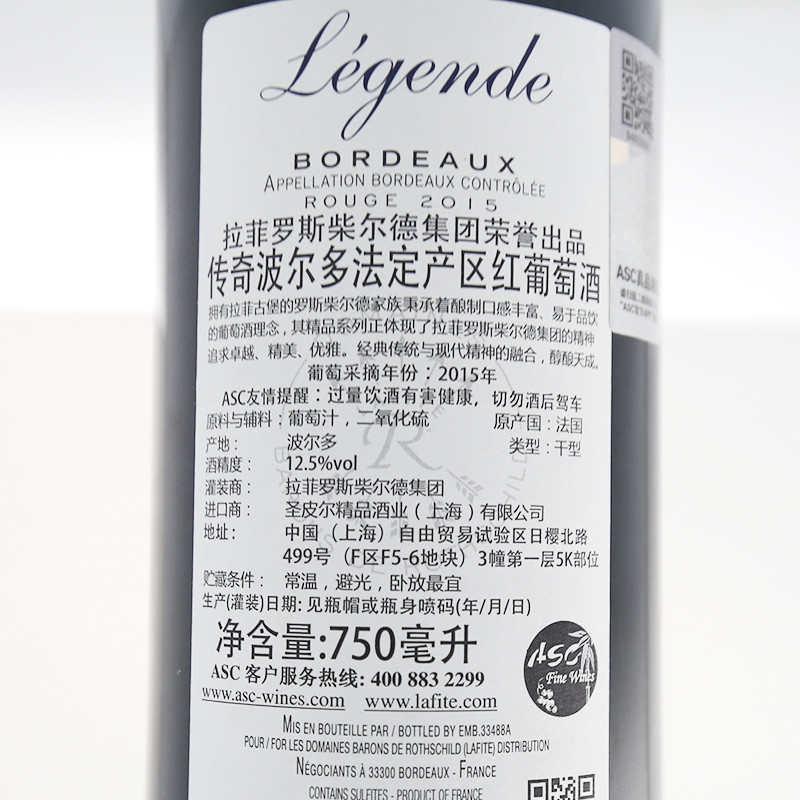 Légende
BORDEAUX
APPELLATION BORDEAUX CONTRÔLÉE
ROUGE 2015
拉菲罗斯柴尔德集团荣誉出品
传奇波尔多法定产区红葡萄酒
拥有拉菲古堡的罗斯柴尔德家族秉承着酿制口感丰富、易于品饮
的葡萄酒理念，其精品系列正体现了拉菲罗斯柴尔德集团的精神
追求卓越、精美、优雅。经典传统与现代精神的融合，醇酿天成。
葡萄采摘年份：2015年
ASC友情提醒：过量饮酒有害健康，切勿酒后驾车
原料与辅料：葡萄汁，二氧化硫 原产国：法国
产地： 波尔多 类型：干型
酒精度： 12.5%vol
灌装商： 拉菲罗斯柴尔德集团
进口商： 圣皮尔精品酒业（上海）有限公司
地址： 中国（上海）自由贸易试验区日樱北路
499号（F区F5-6地块）3幢第一层5K部位
贮藏条件： 常温，避光，卧放最宜
生产(灌装)日期: 见瓶帽或瓶身喷码(年/月/日)
净含量:750毫升
ASC 客户服务热线: 400 883 2299
www.asc-wines.com www.lafite.com
ASC
Fine Wines
MIS EN BOUTEILLE PAR / BOTTLED BY EMB.33488A
POUR / FOR LES DOMAINES BARONS DE ROTHSCHILD (LAFITE) DISTRIBUTION
NÉGOCIANTS À 33300 BORDEAUX - FRANCE
CONTAINS SULFITES - PRODUCT OF FRANCE
ASC真品